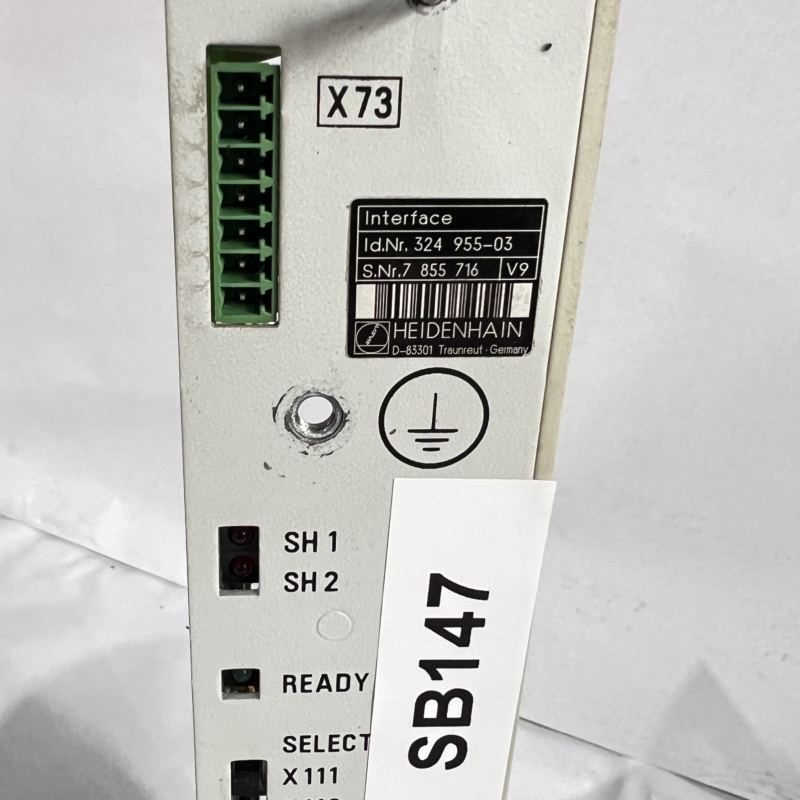 X73
Interface
Id.Nr. 324 955-03
S.Nr.7 855 716 V9
HEIDENHAIN
D-83301 Traunreut · Germany
SH 1
SH 2
READY
SELECT
X111
SB147